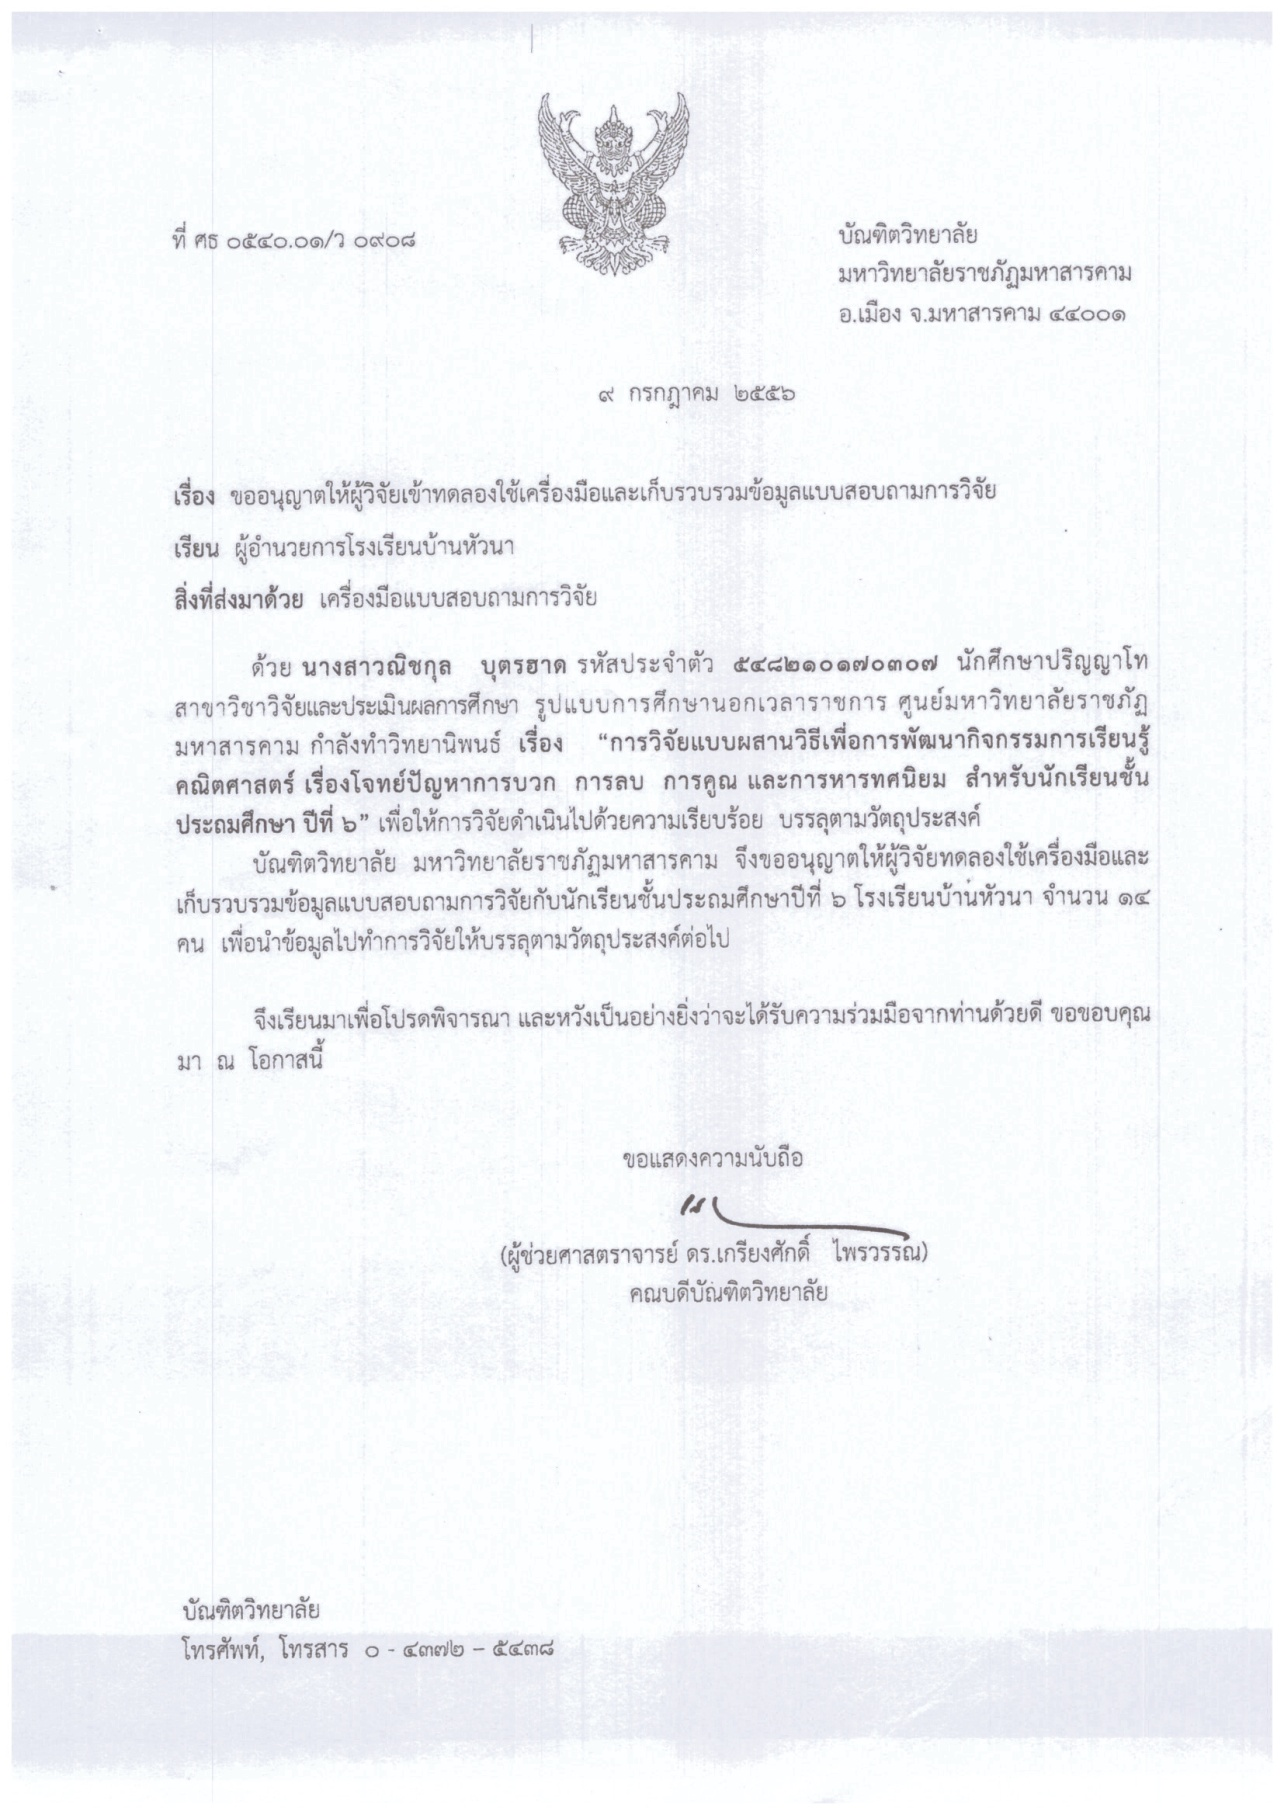 ที่ ศธ ๐๕๔๐.๐๑/ว ๐๙๐๘
บัณฑิตวิทยาลัย
มหาวิทยาลัยราชภัฏมหาสารคาม
อ.เมือง จ.มหาสารคาม ๔๔๐๐๑
๙ กรกฎาคม ๒๕๕๖
เรื่อง ขออนุญาตให้ผู้วิจัยเข้าทดลองใช้เครื่องมือและเก็บรวบรวมข้อมูลแบบสอบถามการวิจัย
เรียน ผู้อำนวยการโรงเรียนบ้านหัวนา
สิ่งที่ส่งมาด้วย เครื่องมือแบบสอบถามการวิจัย
ด้วย นางสาวณิชกุล บุตรฮาด รหัสประจำตัว ๕๔๘๒๑๐๑๗๐๓๐๗ นักศึกษาปริญญาโท
สาขาวิชาวิจัยและประเมินผลการศึกษา รูปแบบการศึกษานอกเวลาราชการ ศูนย์มหาวิทยาลัยราชภัฏ
มหาสารคาม กำลังทำวิทยานิพนธ์ เรื่อง “การวิจัยแบบผสานวิธีเพื่อการพัฒนากิจกรรมการเรียนรู้
คณิตศาสตร์ เรื่องโจทย์ปัญหาการบวก การลบ การคูณ และการหารทศนิยม สำหรับนักเรียนชั้น
ประถมศึกษา ปีที่ ๖” เพื่อให้การวิจัยดำเนินไปด้วยความเรียบร้อย บรรลุตามวัตถุประสงค์
บัณฑิตวิทยาลัย มหาวิทยาลัยราชภัฏมหาสารคาม จึงขออนุญาตให้ผู้วิจัยทดลองใช้เครื่องมือและ
เก็บรวบรวมข้อมูลแบบสอบถามการวิจัยกับนักเรียนชั้นประถมศึกษาปีที่ ๖ โรงเรียนบ้านหัวนา จำนวน ๑๔
คน เพื่อนำข้อมูลไปทำการวิจัยให้บรรลุตามวัตถุประสงค์ต่อไป
จึงเรียนมาเพื่อโปรดพิจารณา และหวังเป็นอย่างยิ่งว่าจะได้รับความร่วมมือจากท่านด้วยดี ขอขอบคุณ
มา ณ โอกาสนี้
ขอแสดงความนับถือ
(ผู้ช่วยศาสตราจารย์ ดร.เกรียงศักดิ์ ไพรวรรณ)
คณบดีบัณฑิตวิทยาลัย
บัณฑิตวิทยาลัย
โทรศัพท์, โทรสาร ๐ - ๔๓๗๒ – ๕๔๓๘